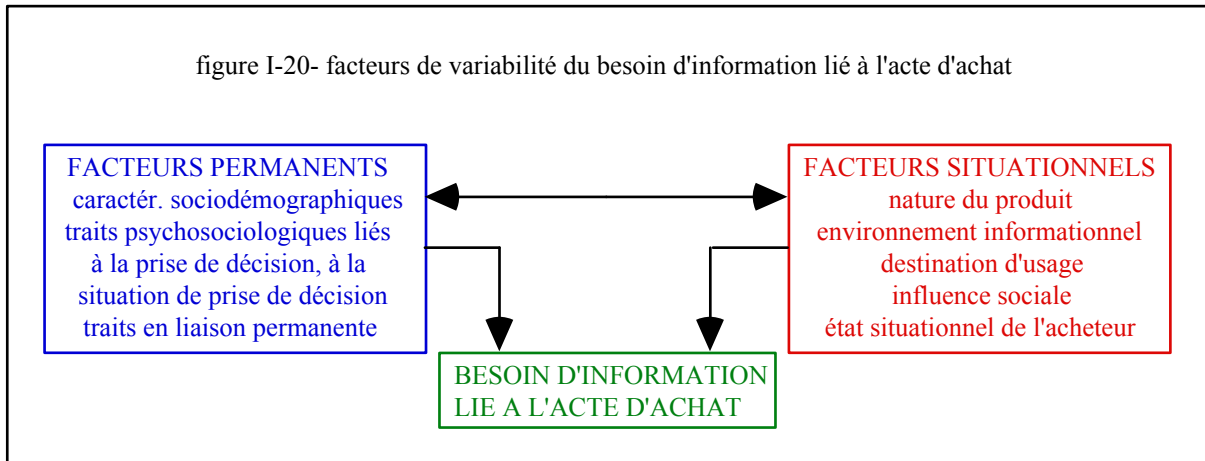 figure I-20- facteurs de variabilité du besoin d'information lié à l'acte d'achat
FACTEURS PERMANENTS
caractér. sociodémographiques
traits psychosociologiques liés
à la prise de décision, à la
situation de prise de décision
traits en liaison permanente
FACTEURS SITUATIONNELS
nature du produit
environnement informationnel
destination d'usage
influence sociale
état situationnel de l'acheteur
BESOIN D'INFORMATION
LIE A L'ACTE D'ACHAT